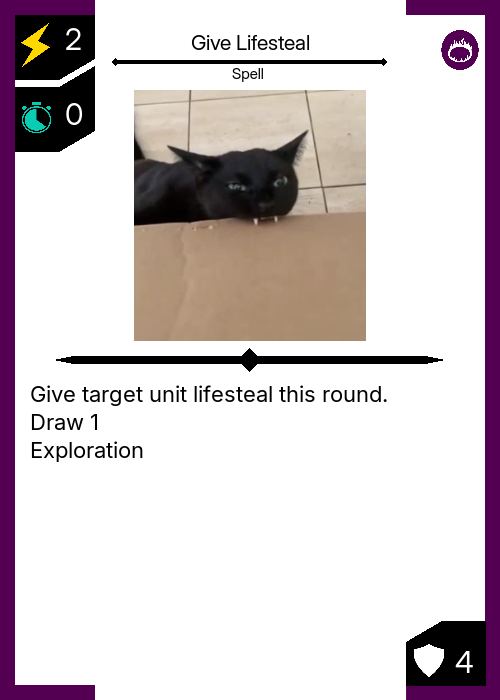 2
Give Lifesteal
Spell
0
Give target unit lifesteal this round.
Draw 1
Exploration
4